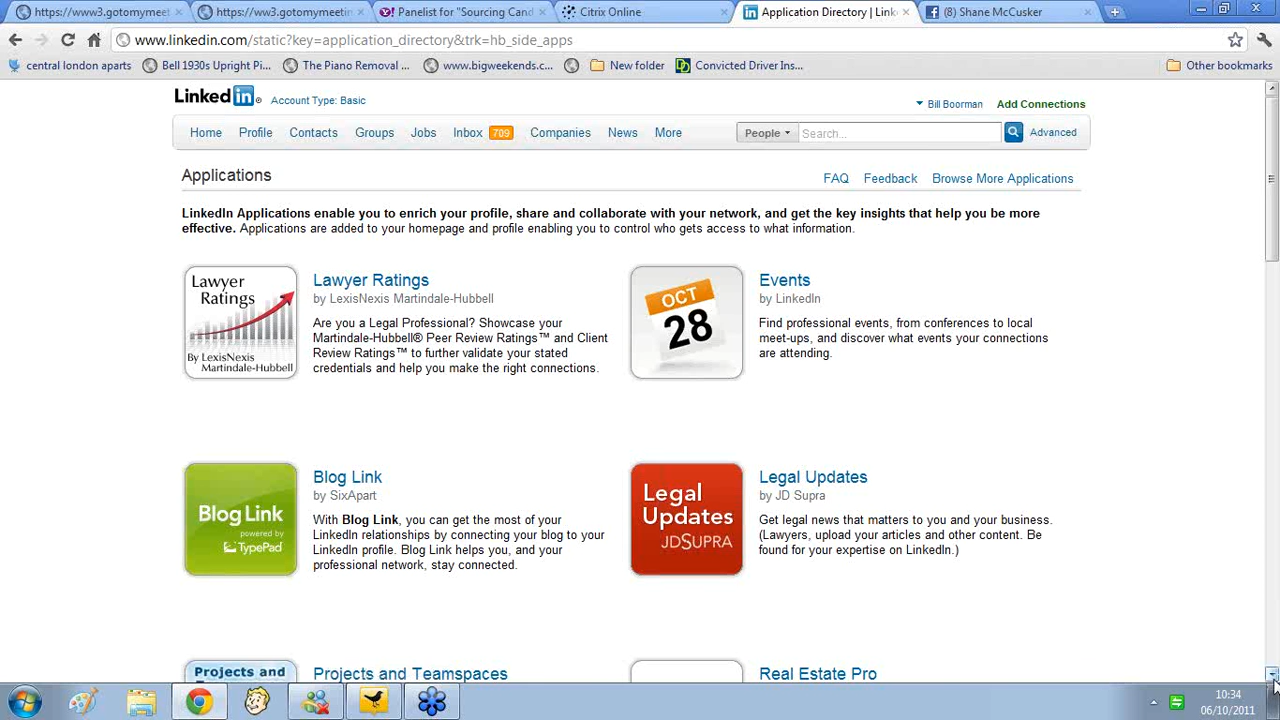 https://www3.gotomymeeti
https://ww3.gotomymeetin
Panelist for "Sourcing Cand
Citrix Online
Application Directory | Link
(8) Shane McCusker
www.linkedin.com/static?key=application_directory&trk=hb_side_apps
central london aparts
Bell 1930s Upright Pi...
The Piano Removal ...
www.bigweekends.c...
New folder
Convicted Driver Ins...
Other bookmarks
Linked in
Account Type: Basic
Bill Boorman
Add Connections
Home
Profile
Contacts
Groups
Jobs
Inbox 709
Companies
News
More
People
Search...
Advanced
Applications
FAQ
Feedback
Browse More Applications
LinkedIn Applications enable you to enrich your profile, share and collaborate with your network, and get the key insights that help you be more
effective. Applications are added to your homepage and profile enabling you to control who gets access to what information.
Lawyer
Ratings
By LexisNexis
Martindale-Hubbell
Lawyer Ratings
by LexisNexis Martindale-Hubbell
Are you a Legal Professional? Showcase your
Martindale-Hubbell® Peer Review Ratings™ and Client
Review Ratings™ to further validate your stated
credentials and help you make the right connections.
OCT
28
Events
by LinkedIn
Find professional events, from conferences to local
meet-ups, and discover what events your connections
are attending.
Blog Link
powered by
TypePad
Blog Link
by SixApart
With Blog Link, you can get the most of your
LinkedIn relationships by connecting your blog to your
LinkedIn profile. Blog Link helps you, and your
professional network, stay connected.
Legal
Updates
JDSUPRA
Legal Updates
by JD Supra
Get legal news that matters to you and your business.
(Lawyers, upload your articles and other content. Be
found for your expertise on LinkedIn.)
Projects and
Projects and Teamspaces
Real Estate Pro
10:34
06/10/2011